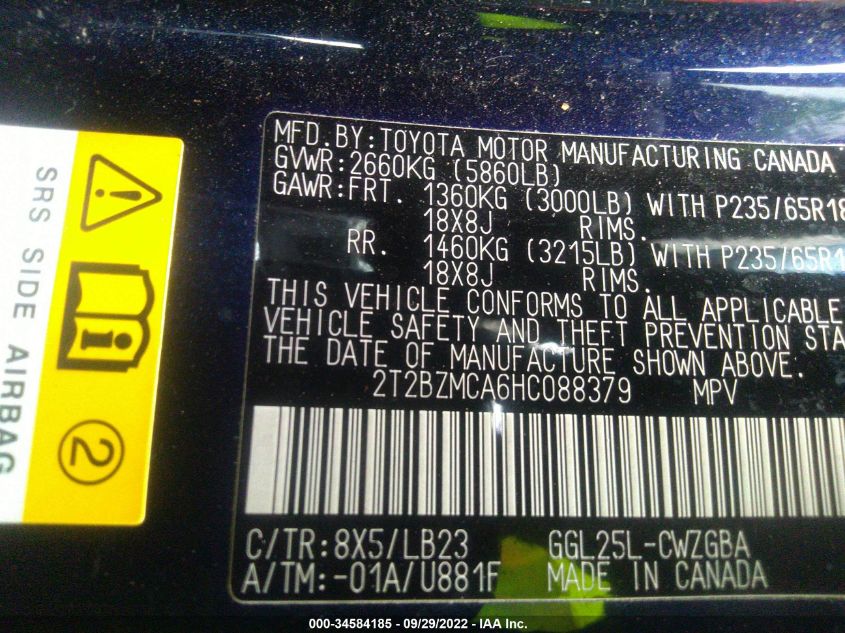 MFD.BY:TOYOTA MOTOR MANUFACTURING CANADA
GVWR:2660KG (5860LB)
GAWR:FRT. 1360KG (3000LB) WITH P235/65R18
18X8J RIMS.
RR. 1460KG (3215LB) WITH P235/65R1
18X8J RIMS.
THIS VEHICLE CONFORMS TO ALL APPLICABLE
VEHICLE SAFETY AND THEFT PREVENTION STA
THE DATE OF MANUFACTURE SHOWN ABOVE.
2T2BZMCA6HC088379 MPV
C/TR:8X5/LB23 GGL25L-CWZGBA
A/TM:-01A/U881F MADE IN CANADA
SRS SIDE AIRBAG
2
000-34584185 - 09/29/2022 - IAA Inc.